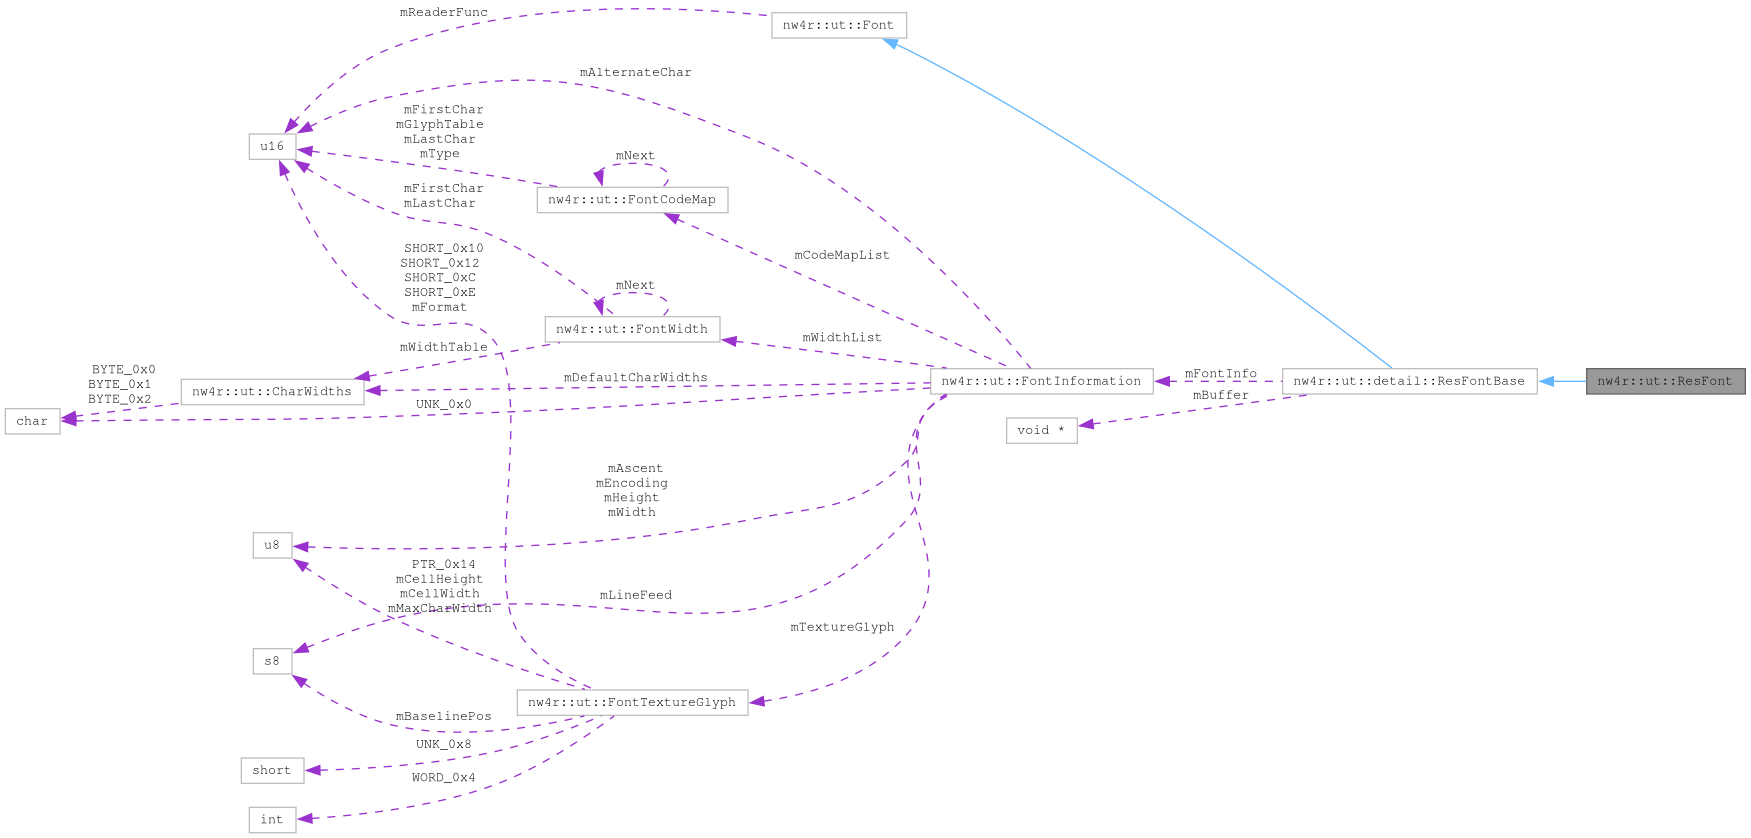 mReaderFunc
nw4r::ut::Font
mAlternateChar
mFirstChar
mGlyphTable
mLastChar
mType
u16
mNext
nw4r::ut::FontCodeMap
mFirstChar
mLastChar
SHORT_0x10
SHORT_0x12
SHORT_0xC
SHORT_0xE
mFormat
mCodeMapList
mNext
nw4r::ut::FontWidth
mWidthList
mWidthTable
BYTE_0x0
BYTE_0x1
BYTE_0x2
nw4r::ut::CharWidths
mDefaultCharWidths
nw4r::ut::FontInformation
mFontInfo
nw4r::ut::detail::ResFontBase
nw4r::ut::ResFont
mBuffer
UNK_0x0
char
void *
mAscent
mEncoding
mHeight
mWidth
u8
PTR_0x14
mCellHeight
mCellWidth
mMaxCharWidth
mLineFeed
mTextureGlyph
s8
nw4r::ut::FontTextureGlyph
mBaselinePos
UNK_0x8
short
WORD_0x4
int